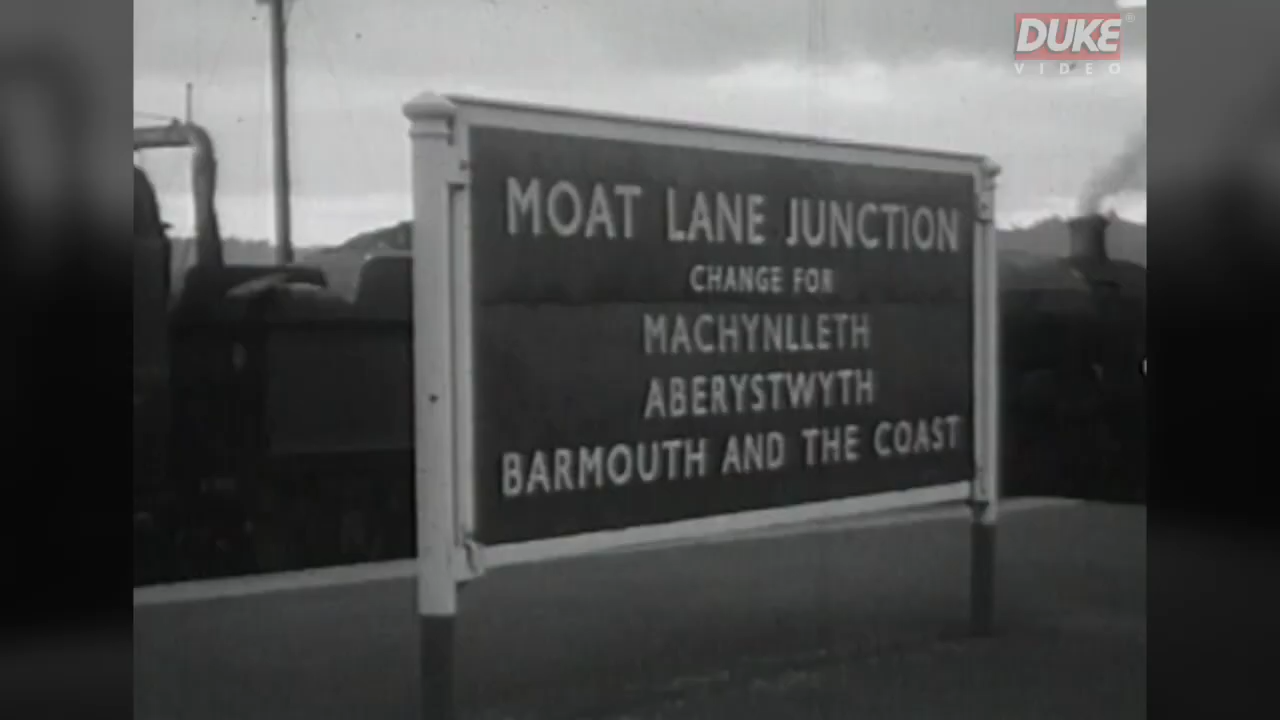 DUKE
VIDEO
MOAT LANE JUNCTION
CHANGE FOR
MACHYNLLETH
ABERYSTWYTH
BARMOUTH AND THE COAST